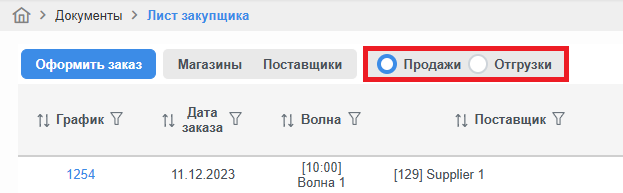 Документы > Лист закупщика
Оформить заказ Магазины Поставщики Продажи Отгрузки
График Дата заказа Волна Поставщик
1254 11.12.2023 [10:00] Волна 1 [129] Supplier 1